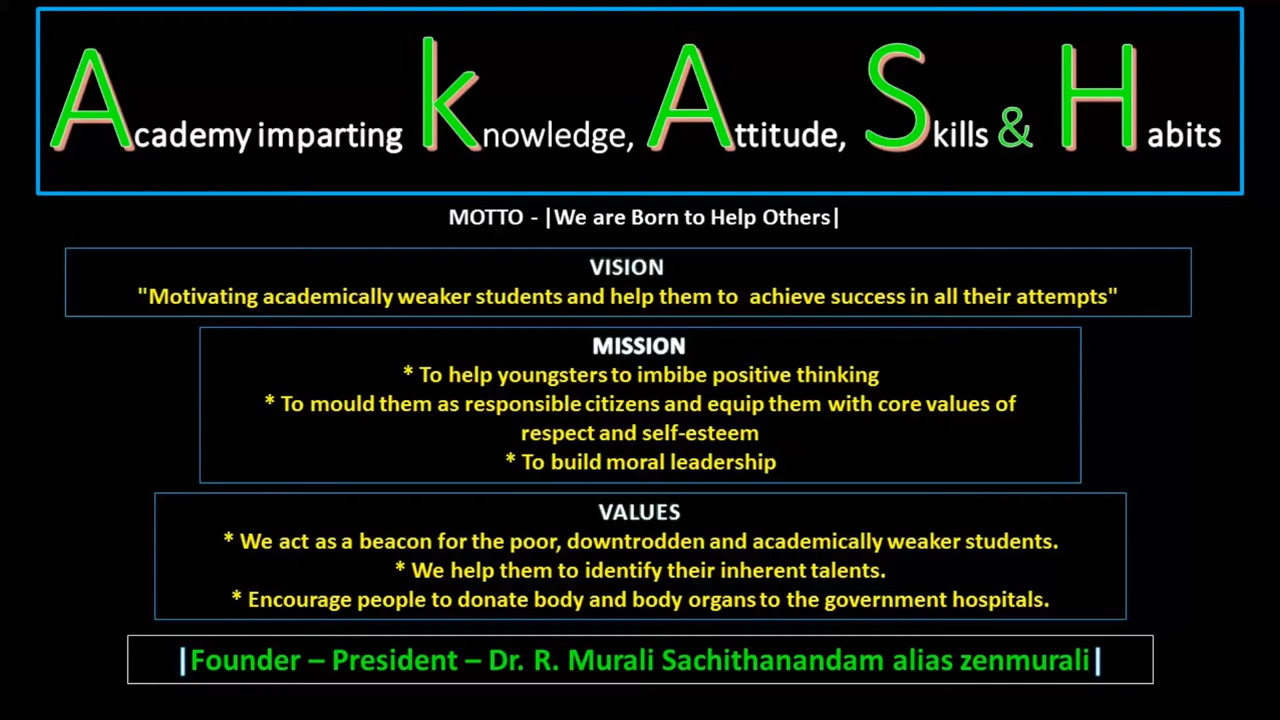 Academy imparting knowledge, Attitude, Skills & Habits
MOTTO - |We are Born to Help Others|
VISION
"Motivating academically weaker students and help them to achieve success in all their attempts"
MISSION
* To help youngsters to imbibe positive thinking
* To mould them as responsible citizens and equip them with core values of
respect and self-esteem
* To build moral leadership
VALUES
* We act as a beacon for the poor, downtrodden and academically weaker students.
* We help them to identify their inherent talents.
* Encourage people to donate body and body organs to the government hospitals.
|Founder – President – Dr. R. Murali Sachithanandam alias zenmurali|